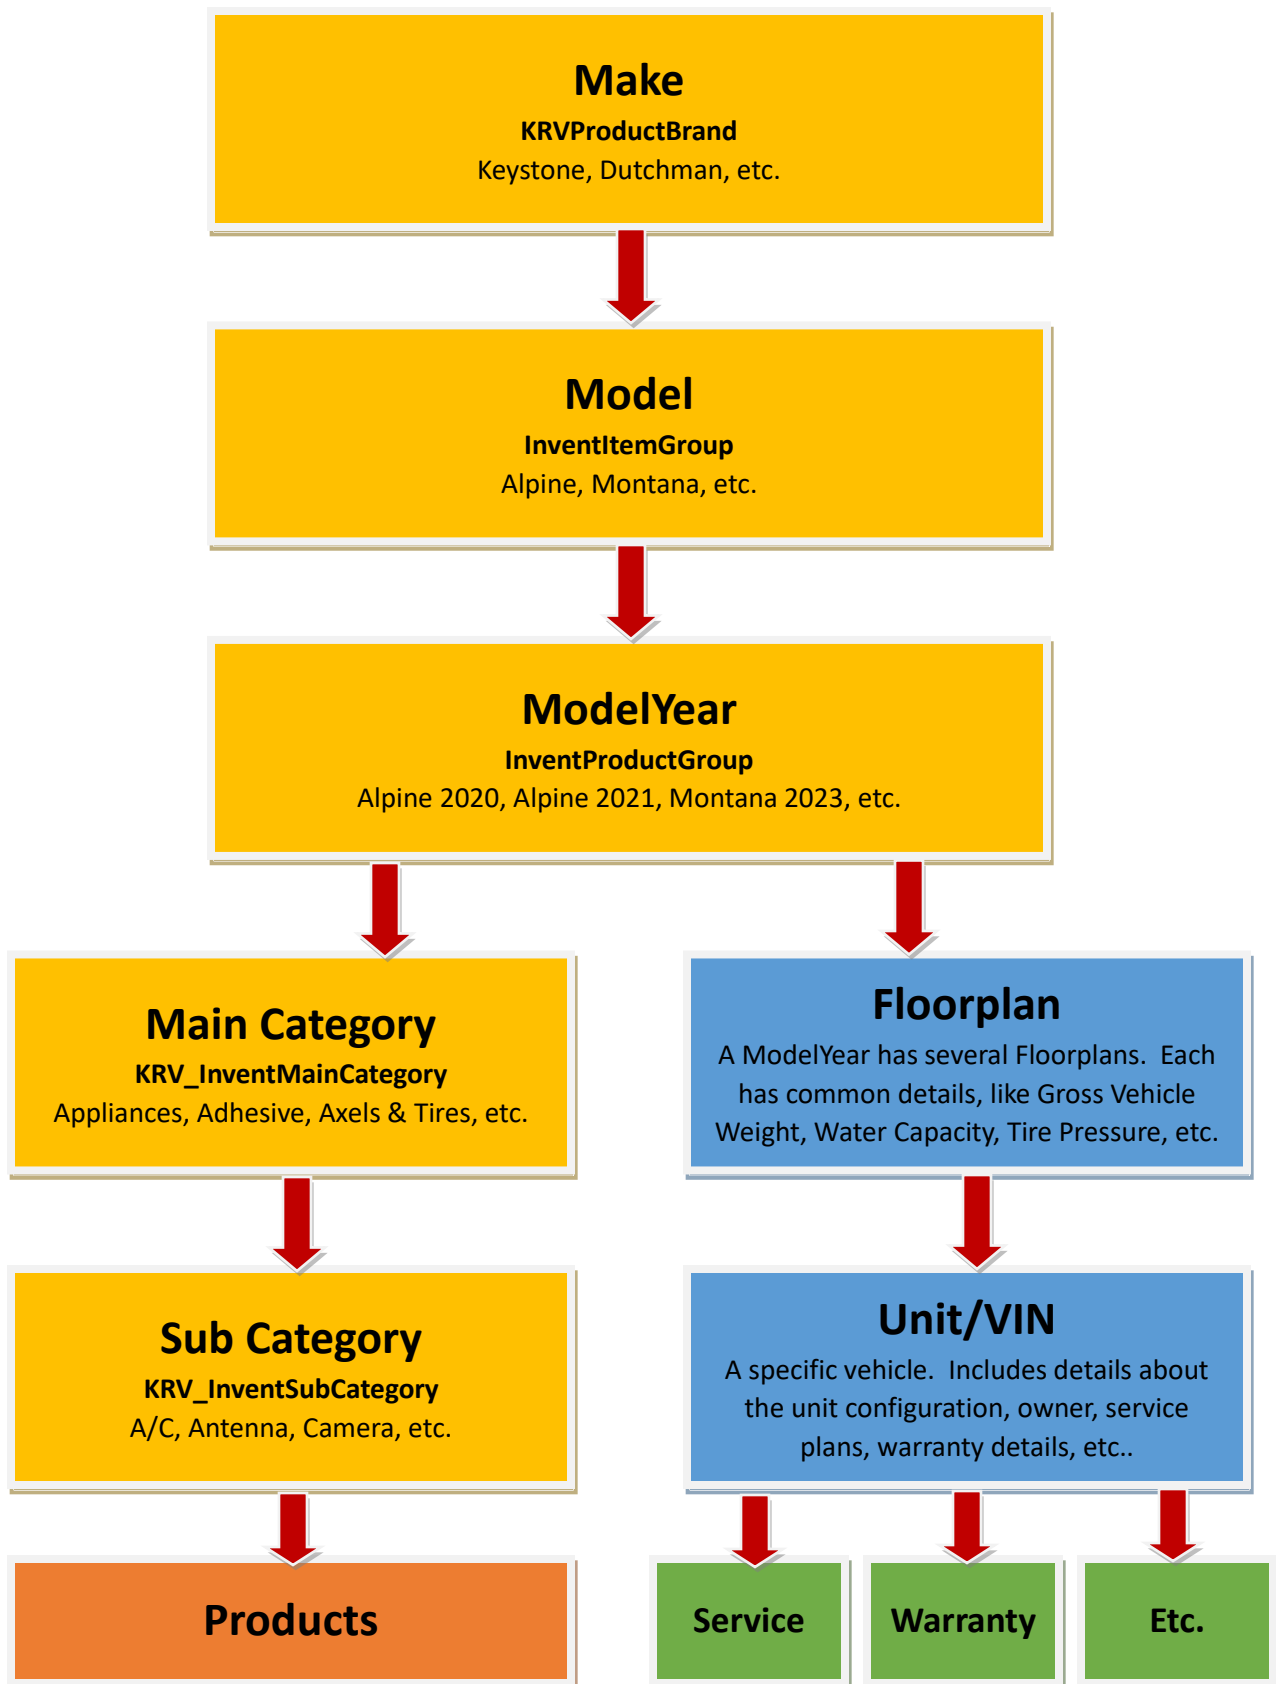 Make
KRVProductBrand
Keystone, Dutchman, etc.
Model
InventItemGroup
Alpine, Montana, etc.
ModelYear
InventProductGroup
Alpine 2020, Alpine 2021, Montana 2023, etc.
Main Category
KRV_InventMainCategory
Appliances, Adhesive, Axels & Tires, etc.
Floorplan
A ModelYear has several Floorplans.  Each
has common details, like Gross Vehicle
Weight, Water Capacity, Tire Pressure, etc.
Sub Category
KRV_InventSubCategory
A/C, Antenna, Camera, etc.
Unit/VIN
A specific vehicle.  Includes details about
the unit configuration, owner, service
plans, warranty details, etc..
Products
Service
Warranty
Etc.